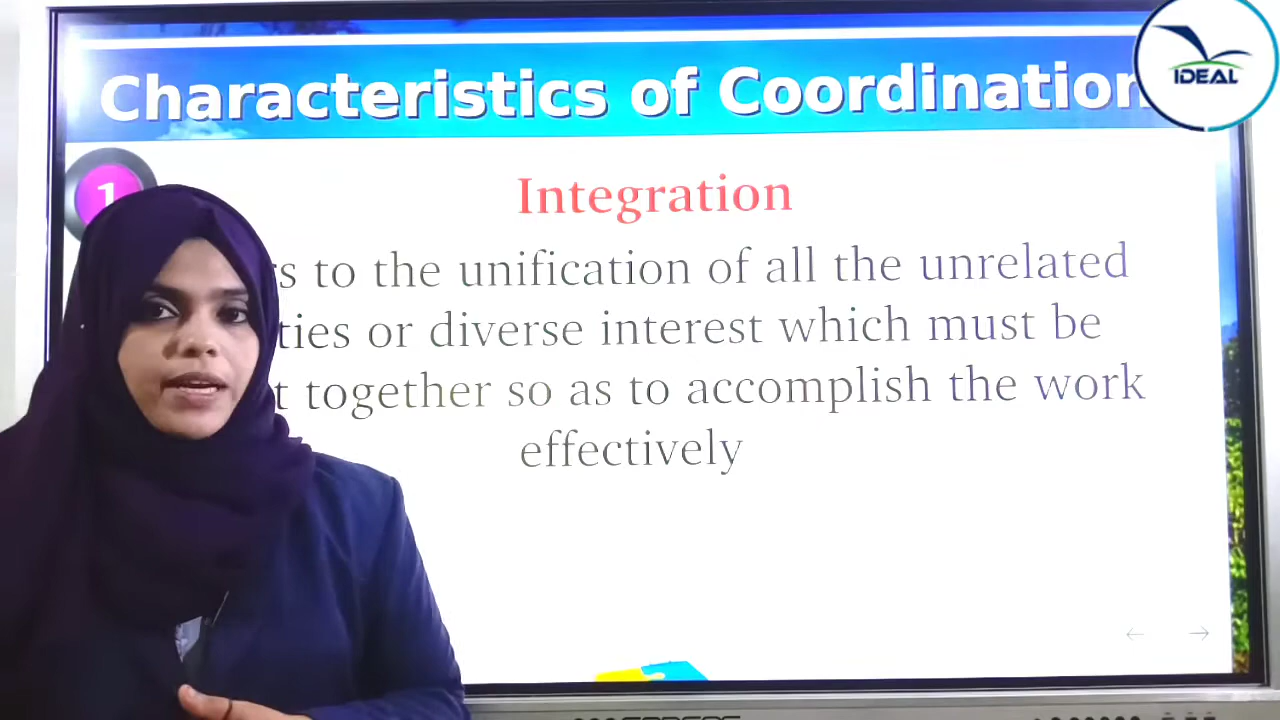 Characteristics of Coordination
IDEAL
1
Integration
to the unification of all the unrelated
or diverse interest which must be
together so as to accomplish the work
effectively